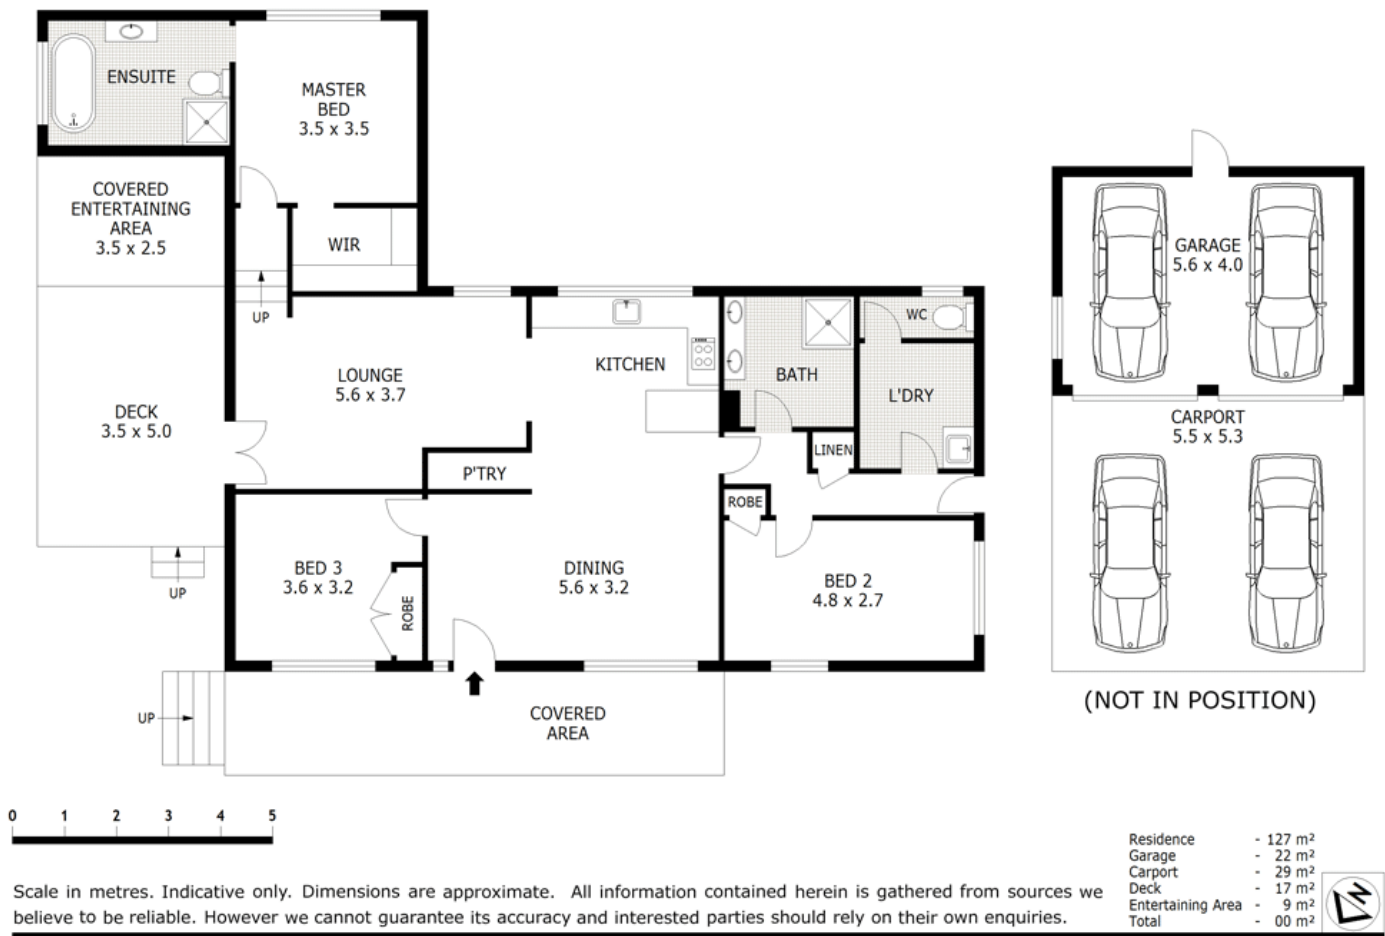 ENSUITE
MASTER
BED
3.5 x 3.5
COVERED
ENTERTAINING
AREA
3.5 x 2.5
WIR
UP
LOUNGE
5.6 x 3.7
KITCHEN
BATH
WC
L'DRY
DECK
3.5 x 5.0
P'TRY
LINEN
ROBE
BED 3
3.6 x 3.2
ROBE
DINING
5.6 x 3.2
BED 2
4.8 x 2.7
UP
UP
COVERED
AREA
GARAGE
5.6 x 4.0
CARPORT
5.5 x 5.3
(NOT IN POSITION)
0 1 2 3 4 5
Scale in metres. Indicative only. Dimensions are approximate. All information contained herein is gathered from sources we
believe to be reliable. However we cannot guarantee its accuracy and interested parties should rely on their own enquiries.
Residence - 127 m²
Garage - 22 m²
Carport - 29 m²
Deck - 17 m²
Entertaining Area - 9 m²
Total - 00 m²
N